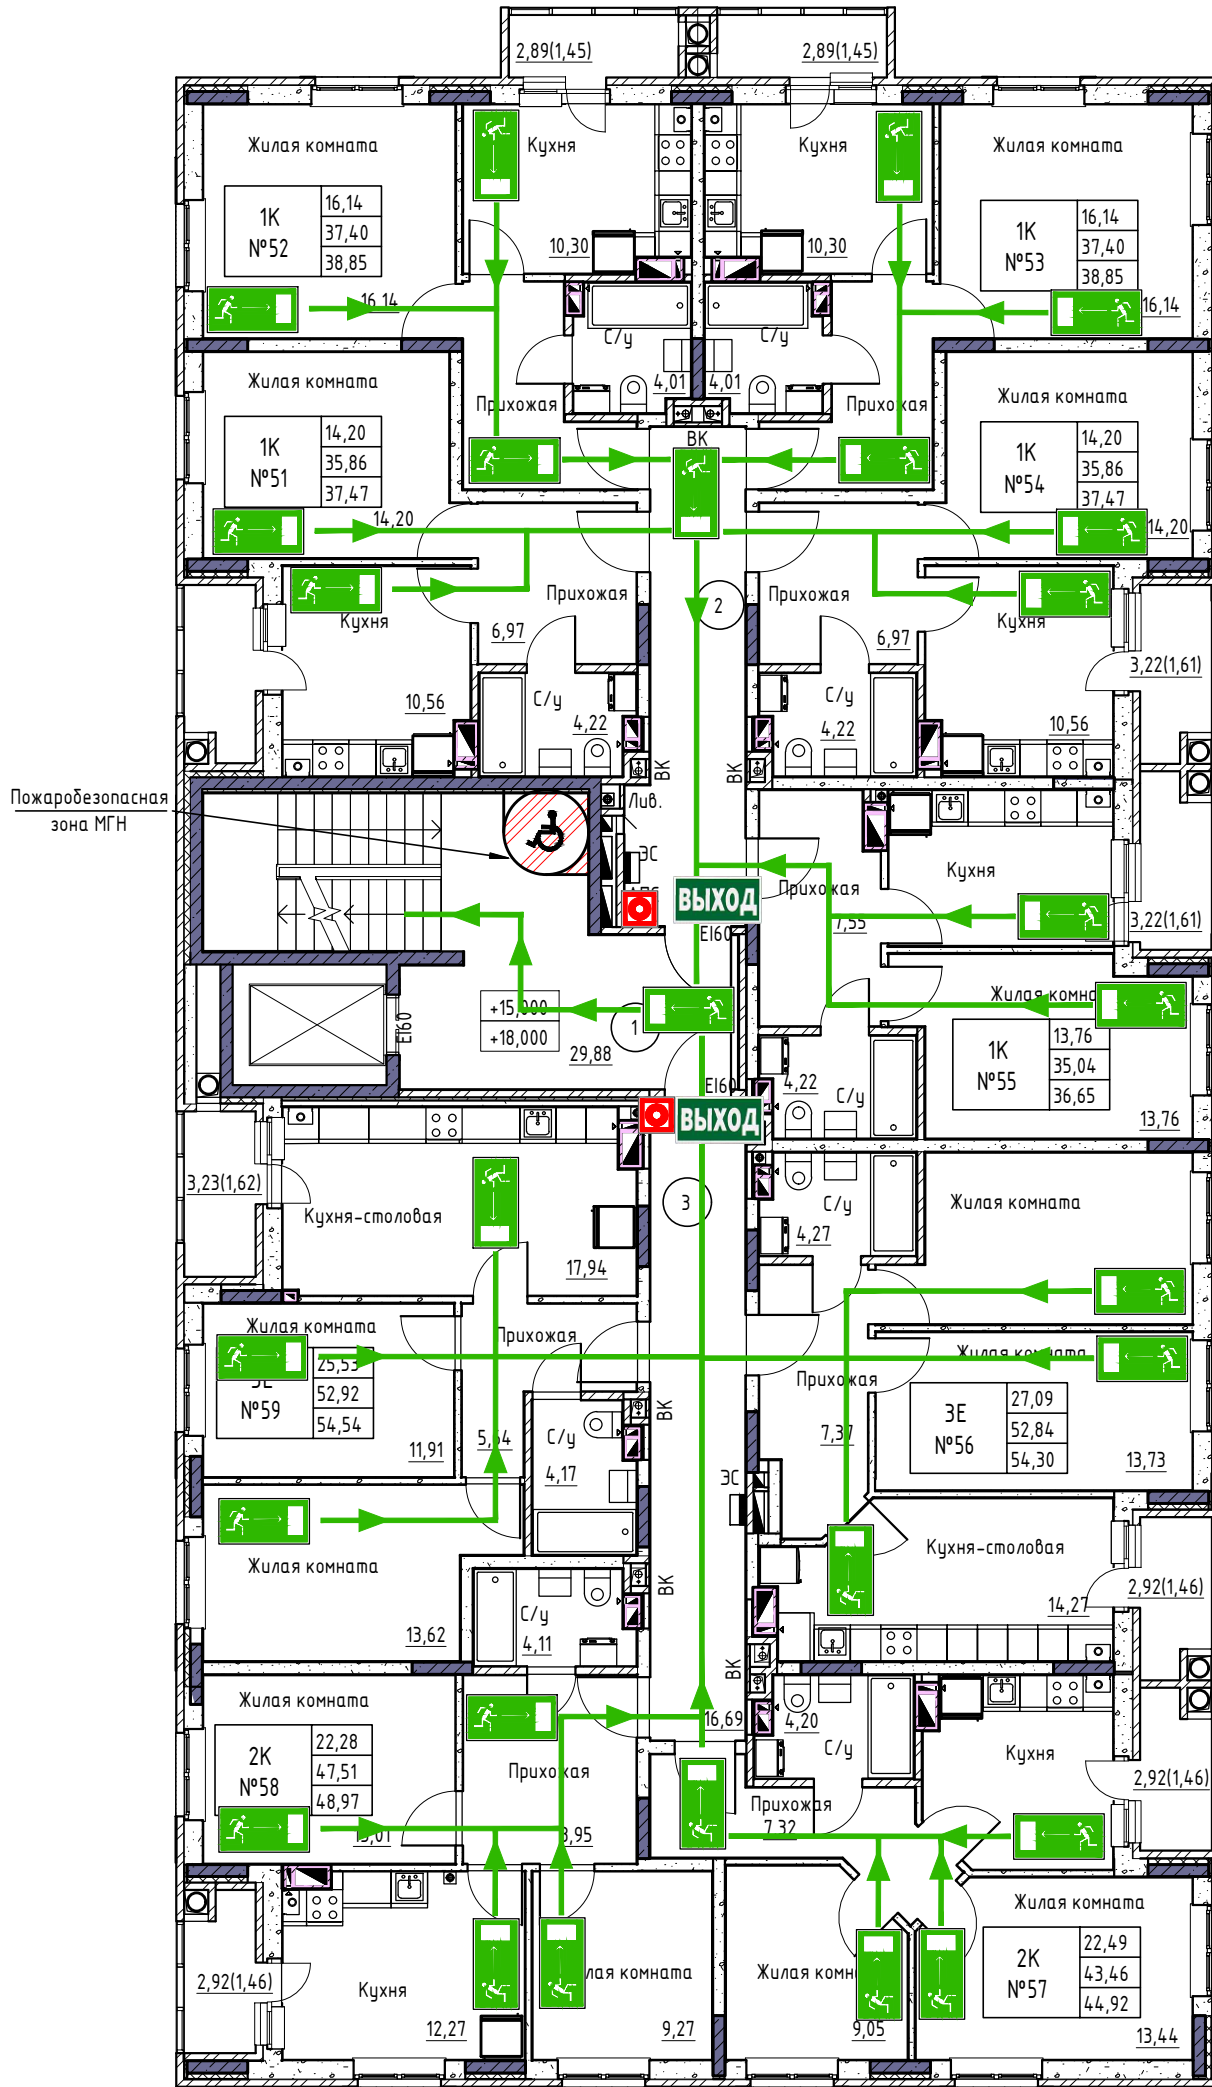 2,89(1,45)
2,89(1,45)
Жилая комната
Кухня
Кухня
Жилая комната
1К
№52
16,14
37,40
38,85
10,30
10,30
1К
№53
16,14
37,40
38,85
16,14
16,14
С/у
С/у
4,01
4,01
Жилая комната
Прихожая
Прихожая
Жилая комната
ВК
1К
№51
14,20
35,86
37,47
1К
№54
14,20
35,86
37,47
14,20
14,20
Прихожая
2
Прихожая
Кухня
Кухня
6,97
6,97
3,22(1,61)
С/у
С/у
10,56
4,22
4,22
10,56
ВК
ВК
Пожаробезопасная
зона МГН
Лив.
ЭС
Кухня
Прихожая
ВЫХОД
7,55
3,22(1,61)
EI60
Жилая комн
+15,000
+18,000
1
EI60
29,88
1К
№55
13,76
35,04
36,65
4,22
EI60
ВЫХОД
13,76
3,23(1,62)
3
Кухня-столовая
С/у
Жилая комната
4,27
17,94
Жилая комната
Прихожая
Жилая комната
№59
25,53
52,92
54,54
Прихожая
3Е
№56
27,09
52,84
54,30
11,91
5,64
С/у
4,17
ВК
7,37
13,73
ЭС
Жилая комната
Кухня-столовая
ВК
2,92(1,46)
С/у
14,27
13,62
4,11
ВК
Жилая комната
16,69
4,20
С/у
Кухня
2К
№58
22,28
47,51
48,97
Прихожая
2,92(1,46)
Прихожая
7,32
Жилая комната
2К
№57
22,49
43,46
44,92
2,92(1,46)
Кухня
лая комната
Жилая комн
12,27
9,27
9,05
13,44